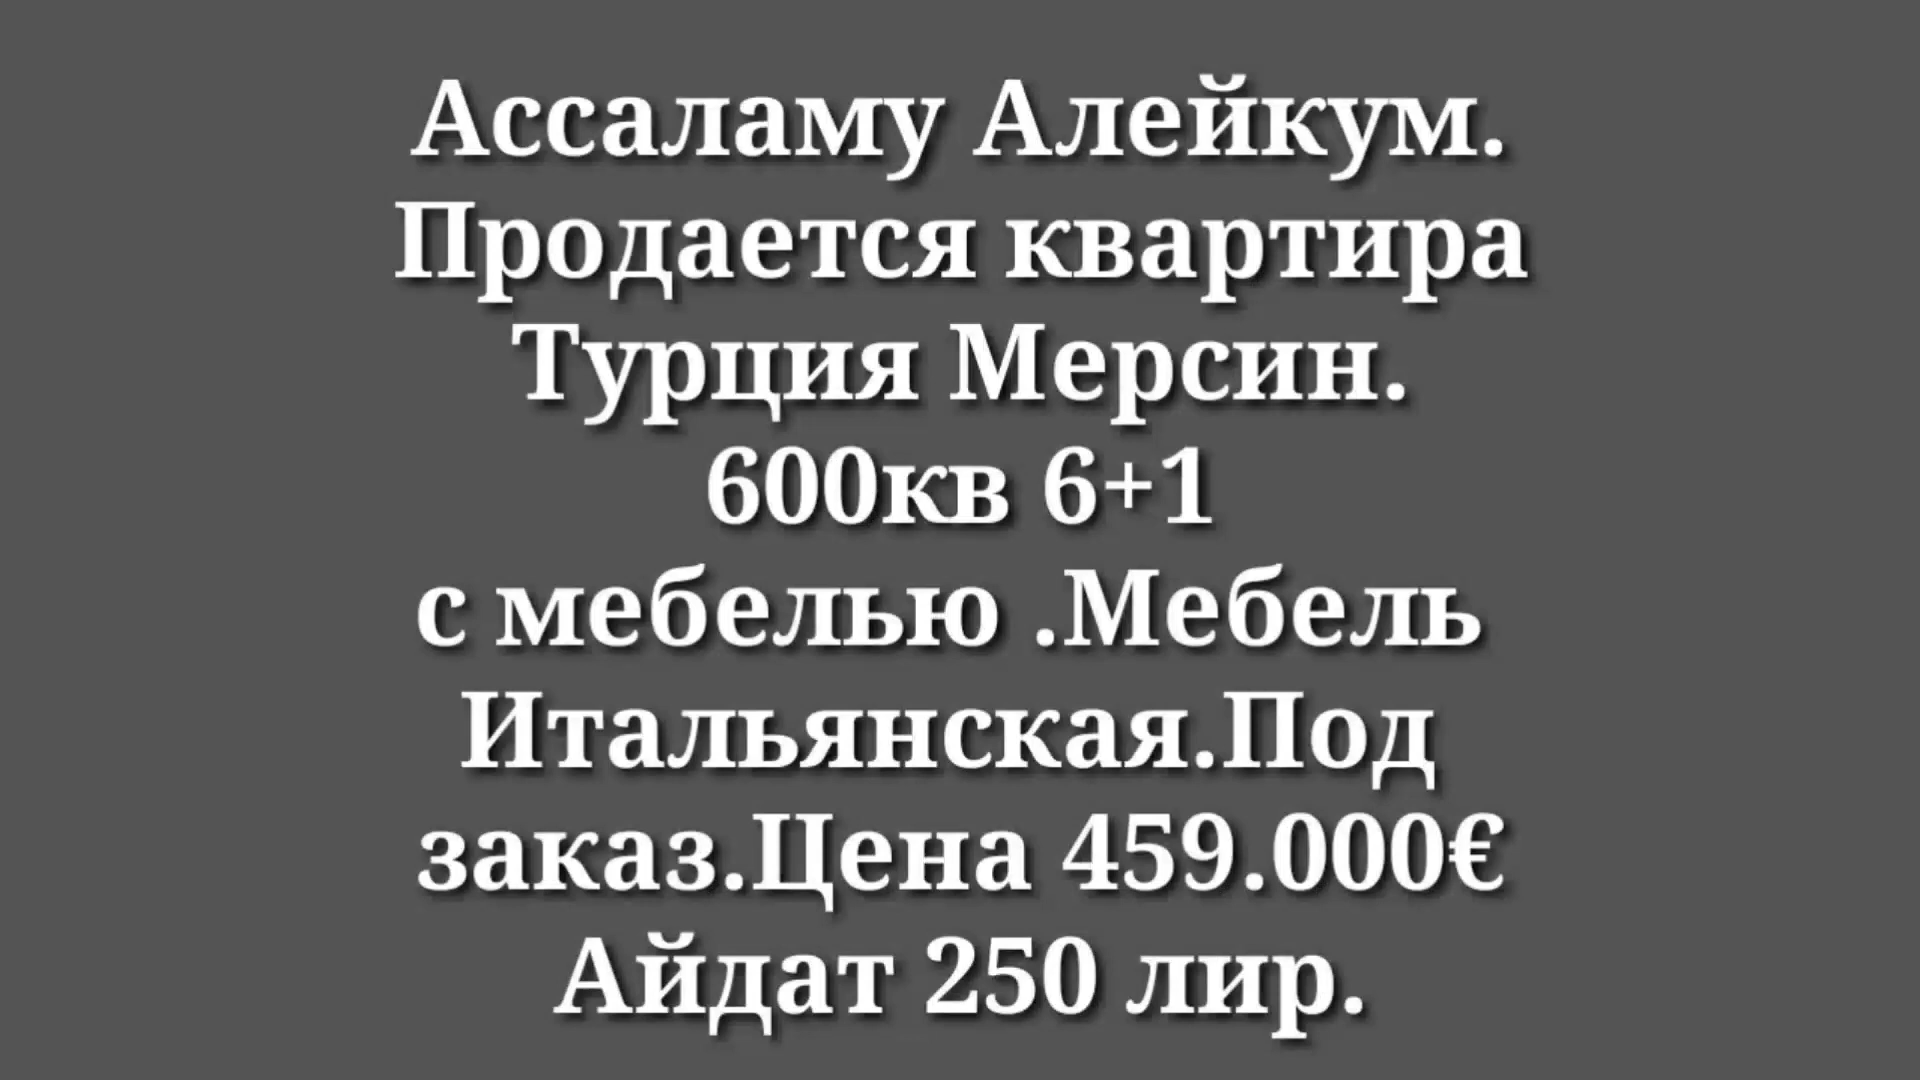 Ассаламу Алейкум.
Продается квартира
Турция Мерсин.
600кв 6+1
с мебелью .Мебель
Итальянская.Под
заказ.Цена 459.000€
Айдат 250 лир.